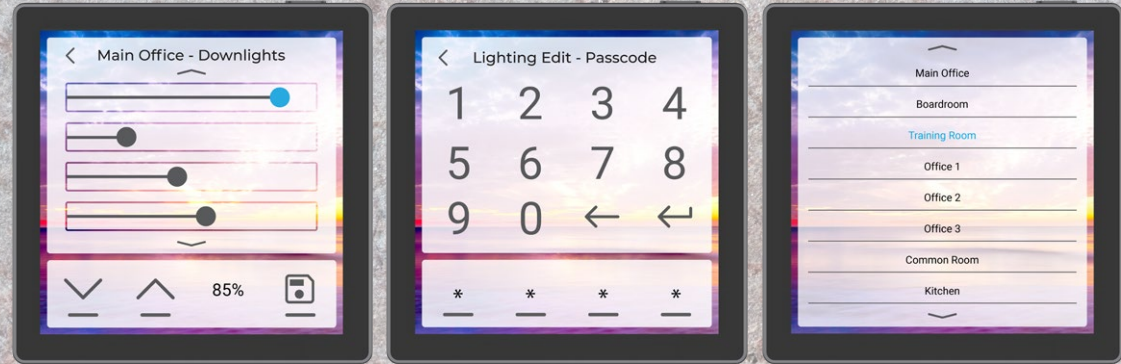 Main Office - Downlights
85%
Lighting Edit - Passcode
1 2 3 4
5 6 7 8
9 0
* * * *
Main Office
Boardroom
Training Room
Office 1
Office 2
Office 3
Common Room
Kitchen